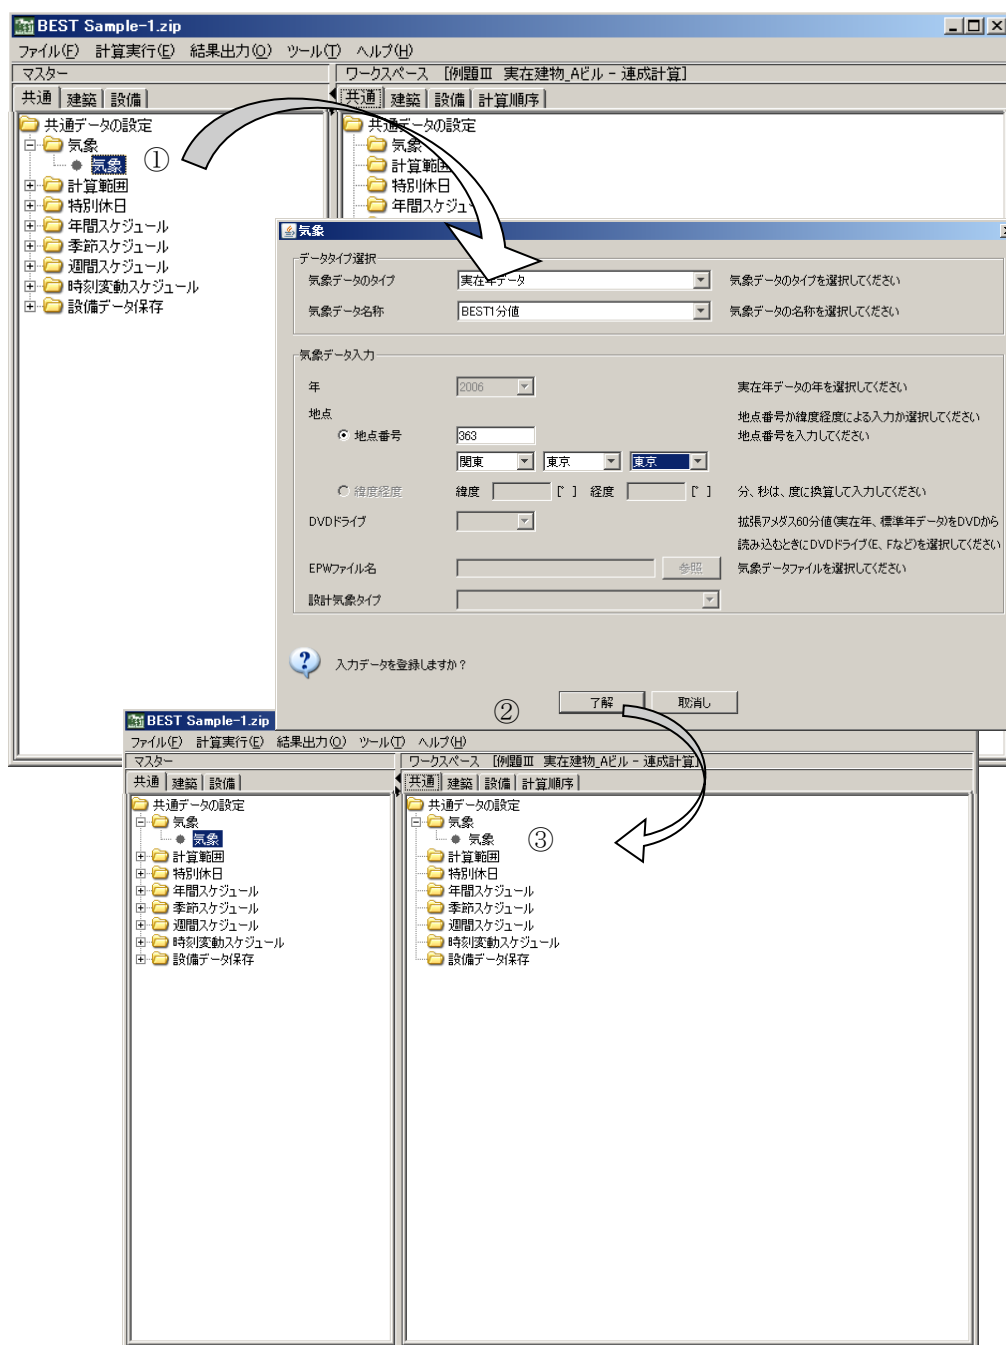 BEST Sample-1.zip
ファイル(F) 計算実行(E) 結果出力(O) ツール(T) ヘルプ(H)
マスター
ワークスペース [例題Ⅲ 実在建物_Aビル - 連成計算]
共通 建築 設備
共通 建築 設備 計算順序
共通データの設定
気象
気象
計算範囲
特別休日
年間スケジュール
季節スケジュール
週間スケジュール
時刻変動スケジュール
設備データ保存
①
共通データの設定
気象
計算範囲
特別休日
年間スケジュー
気象
データタイプ選択
気象データのタイプ 実在年データ 気象データのタイプを選択してください
気象データ名称 BEST1分値 気象データの名称を選択してください
気象データ入力
年 2006 実在年データの年を選択してください
地点 地点番号か緯度経度による入力か選択してください
地点番号 363 地点番号を入力してください
関東 東京 東京
緯度経度 緯度 [° ] 経度 [° ] 分、秒は、度に換算して入力してください
DVDドライブ 拡張アメダス60分値(実在年、標準年データ)をDVDから
読み込むときにDVDドライブ(E、Fなど)を選択してください
EPWファイル名 参照 気象データファイルを選択してください
設計気象タイプ
入力データを登録しますか?
了解 取消し
②
BEST Sample-1.zip
ファイル(F) 計算実行(E) 結果出力(O) ツール(T) ヘルプ(H)
マスター
ワークスペース [例題Ⅲ 実在建物_Aビル - 連成計算]
共通 建築 設備
共通 建築 設備 計算順序
共通データの設定
気象
気象
計算範囲
特別休日
年間スケジュール
季節スケジュール
週間スケジュール
時刻変動スケジュール
設備データ保存
共通データの設定
気象
気象
③
計算範囲
特別休日
年間スケジュール
季節スケジュール
週間スケジュール
時刻変動スケジュール
設備データ保存